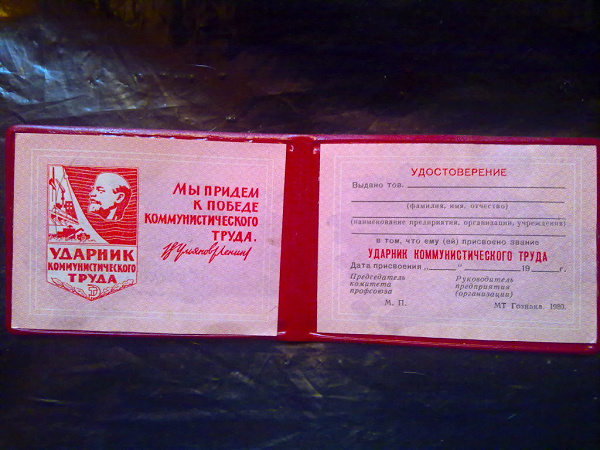 УДАРНИК
КОММУНИСТИЧЕСКОГО
ТРУДА
МЫ ПРИДЕМ
К ПОБЕДЕ
КОММУНИСТИЧЕСКОГО
ТРУДА.
В. Ульянов (Ленин)
УДОСТОВЕРЕНИЕ
Выдано тов.
(фамилия, имя, отчество)
(наименование предприятия, организации, учреждения)
в том, что ему (ей) присвоено звание
УДАРНИК КОММУНИСТИЧЕСКОГО ТРУДА
Дата присвоения „ “ 19 г.
Председатель комитета профсоюза
Руководитель предприятия (организации)
М. П.
МТ Гознака. 1980.